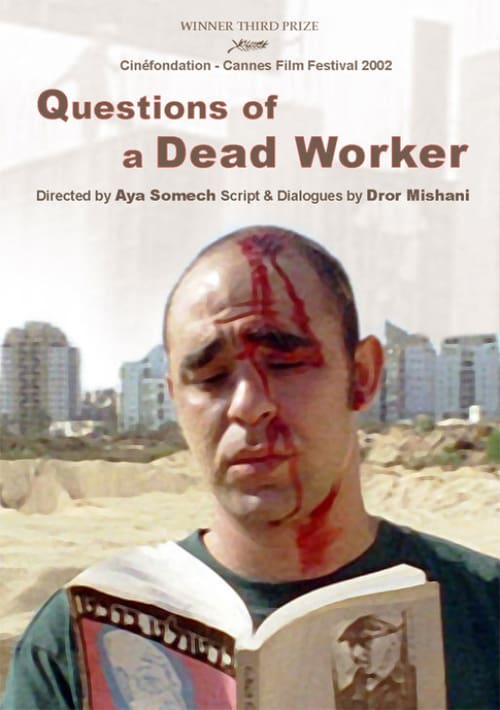 WINNER THIRD PRIZE
Cinéfondation - Cannes Film Festival 2002
Questions of
a Dead Worker
Directed by Aya Somech Script & Dialogues by Dror Mishani